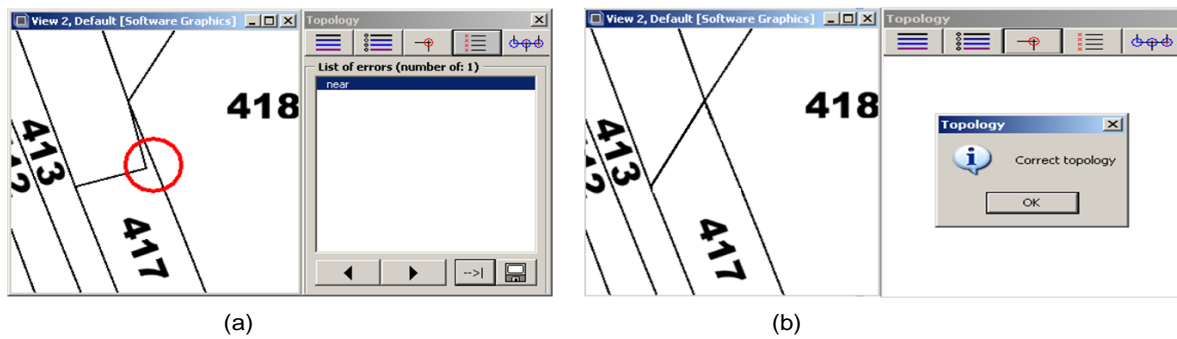 View 2, Default [Software Graphics]
Topology
List of errors (number of: 1)
near
418
413
417
-->|
(a)
View 2, Default [Software Graphics]
Topology
418
413
417
Topology
Correct topology
OK
(b)